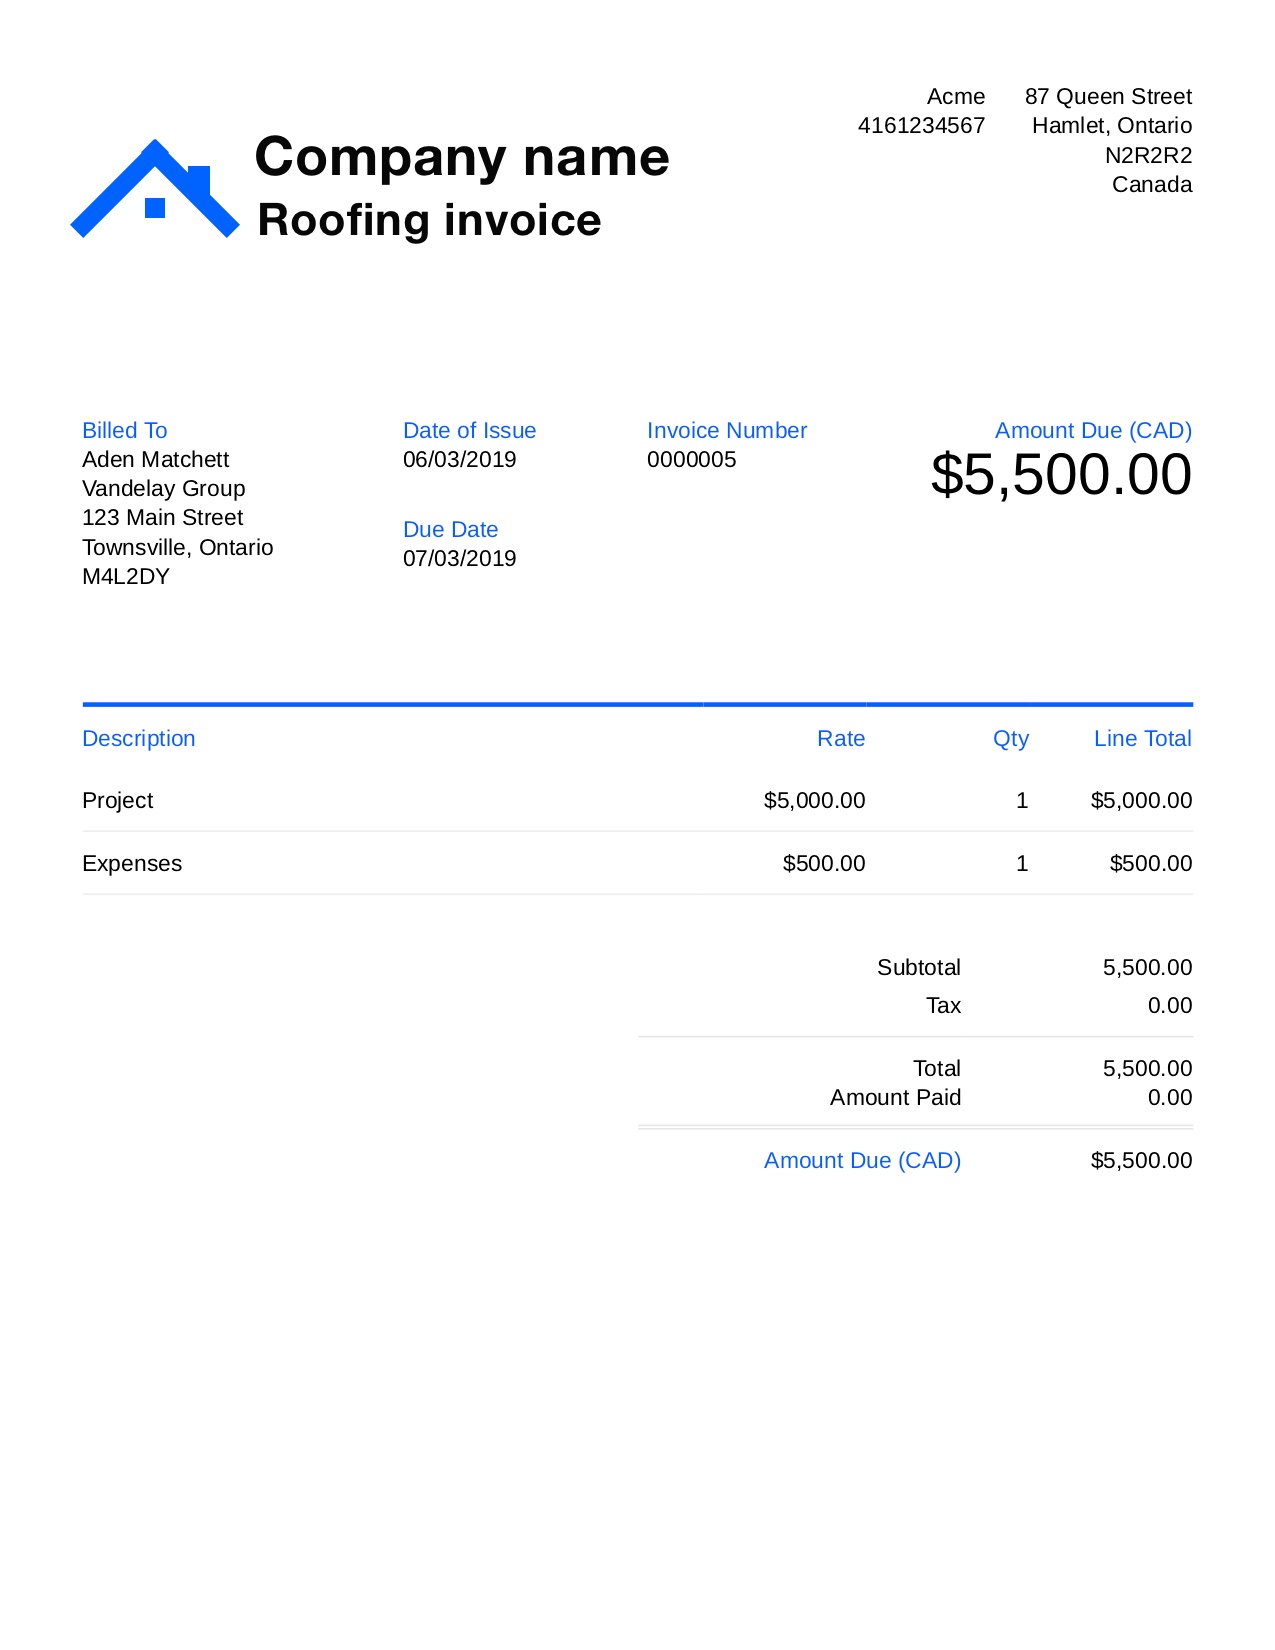 Acme 87 Queen Street
4161234567 Hamlet, Ontario
N2R2R2
Canada
Company name
Roofing invoice
Billed To Date of Issue Invoice Number Amount Due (CAD)
Aden Matchett 06/03/2019 0000005 $5,500.00
Vandelay Group
123 Main Street Due Date
Townsville, Ontario 07/03/2019
M4L2DY
Description Rate Qty Line Total
Project $5,000.00 1 $5,000.00
Expenses $500.00 1 $500.00
Subtotal 5,500.00
Tax 0.00
Total 5,500.00
Amount Paid 0.00
Amount Due (CAD) $5,500.00